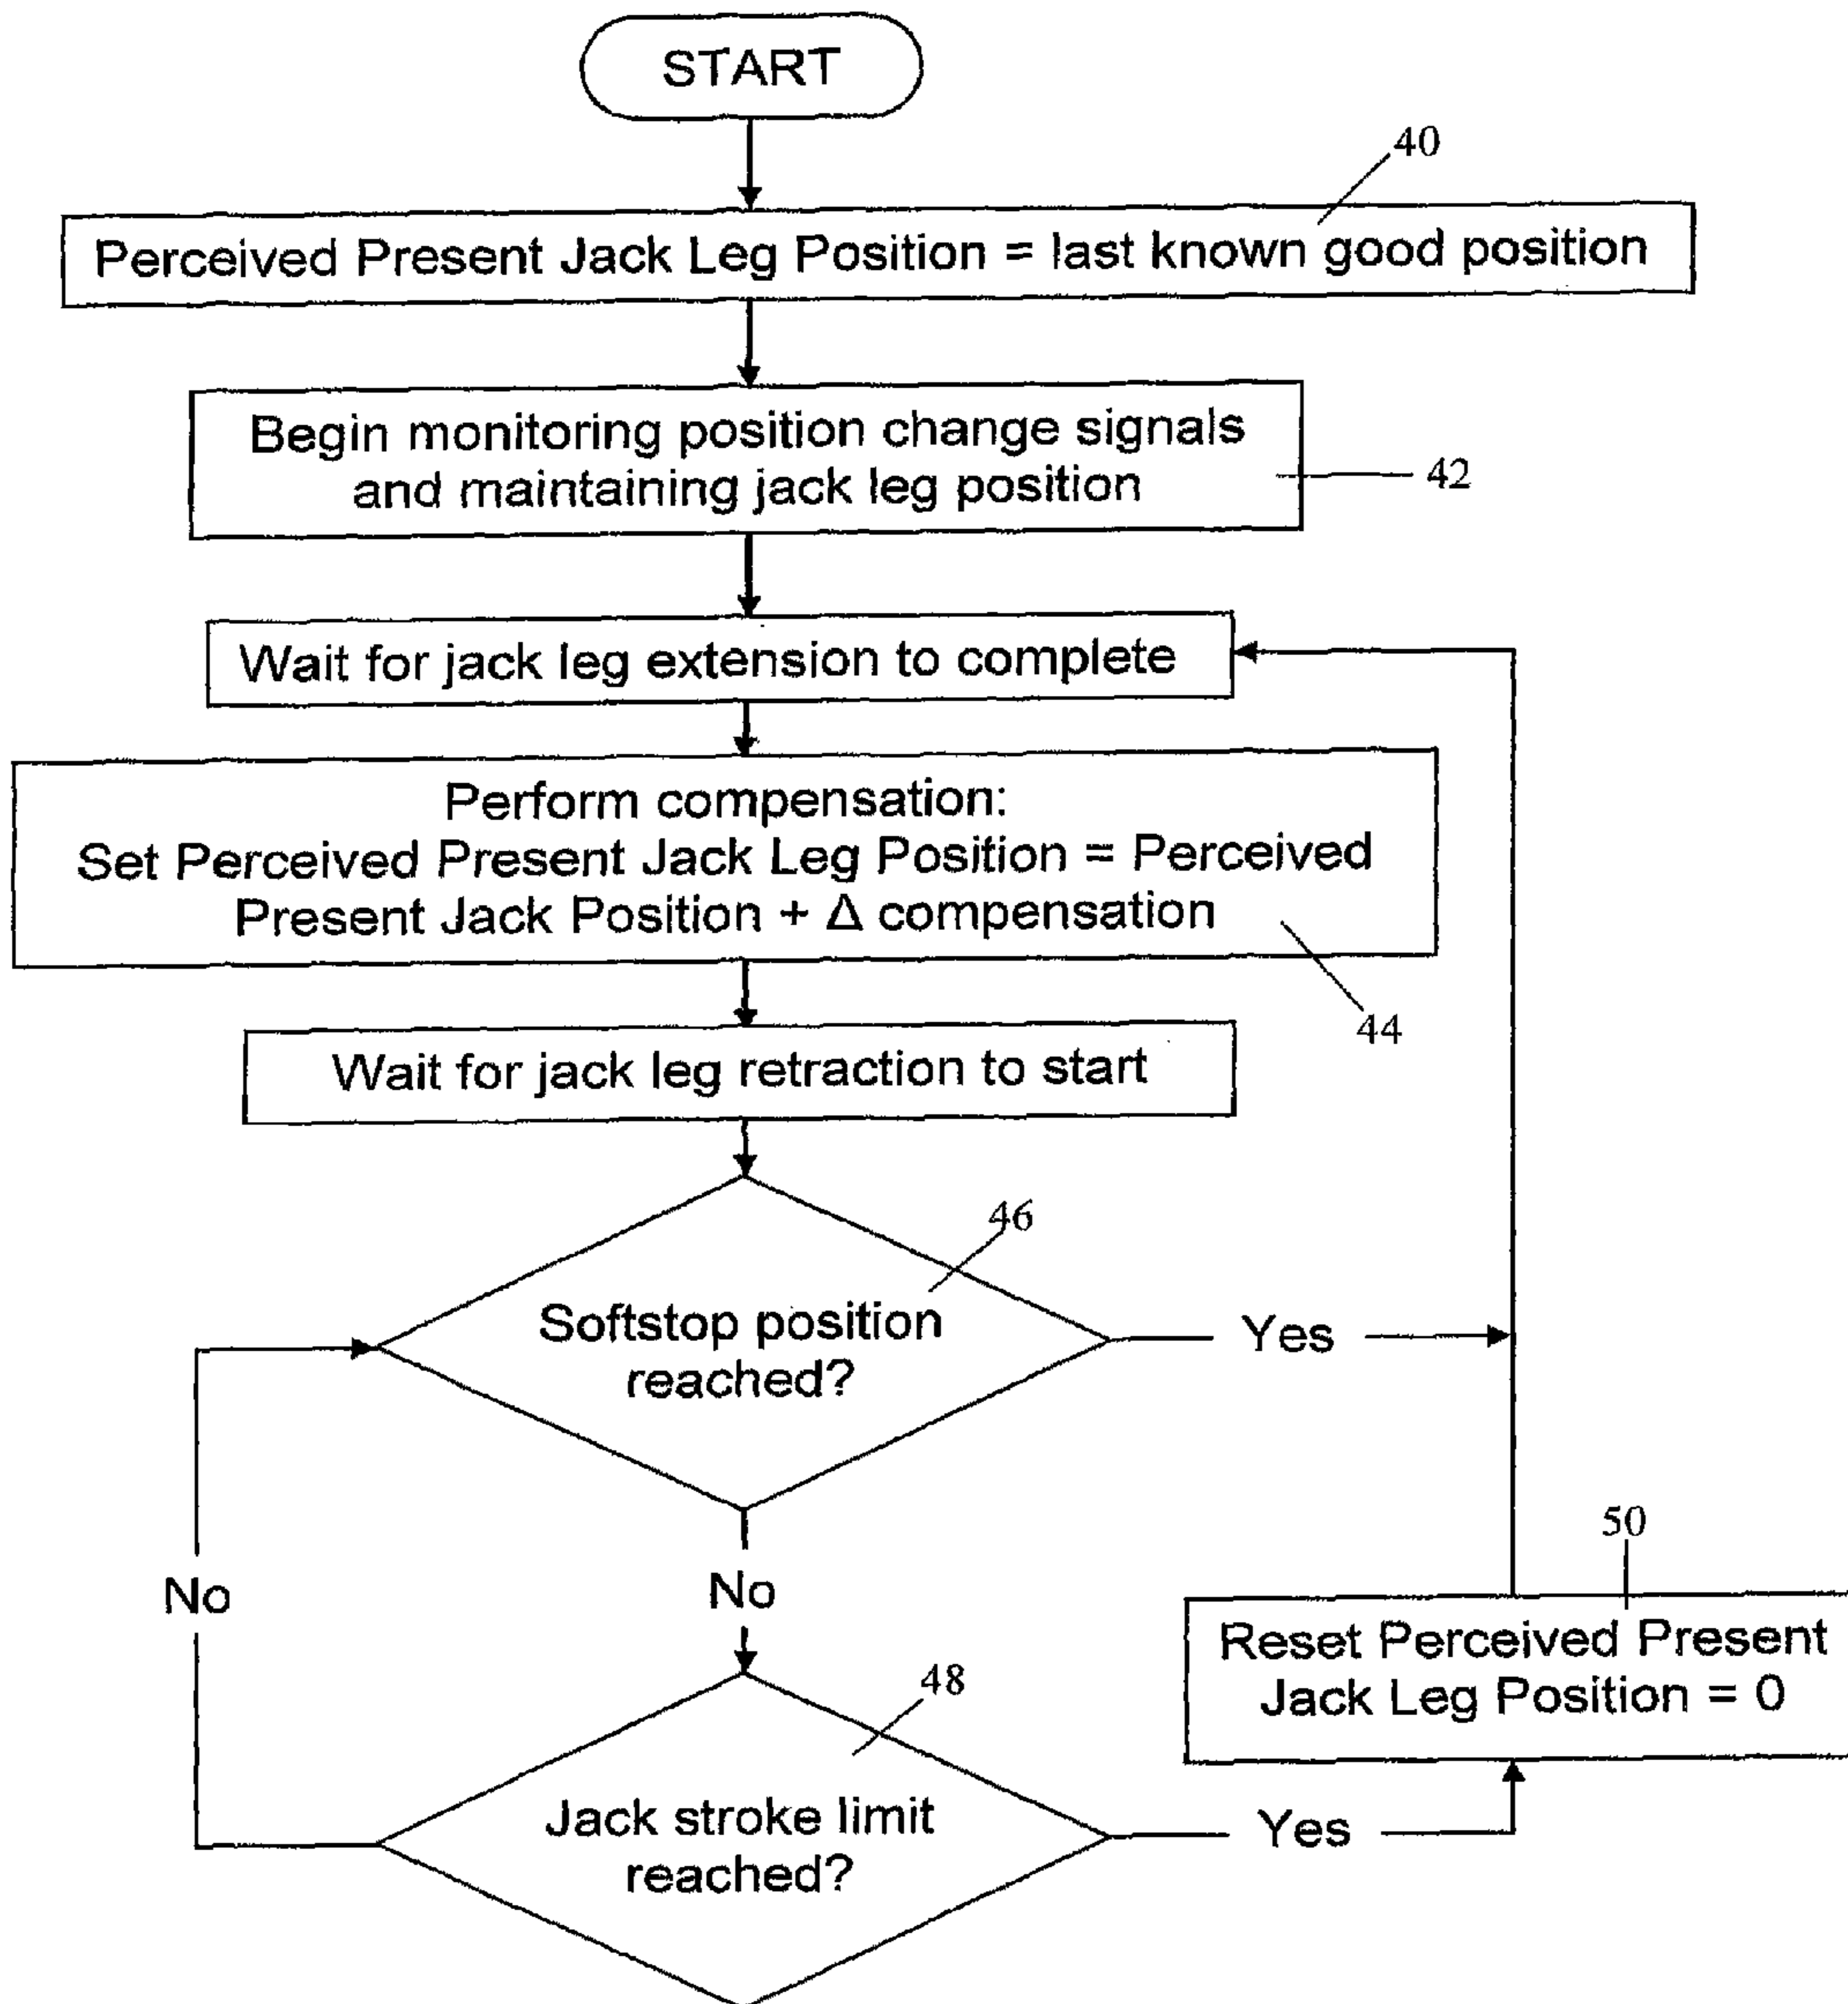 START
40
Perceived Present Jack Leg Position = last known good position
Begin monitoring position change signals
and maintaining jack leg position
42
Wait for jack leg extension to complete
Perform compensation:
Set Perceived Present Jack Leg Position = Perceived
Present Jack Position + Δ compensation
44
Wait for jack leg retraction to start
46
Softstop position
reached?
Yes
No
No
50
Reset Perceived Present
Jack Leg Position = 0
48
Jack stroke limit
reached?
Yes